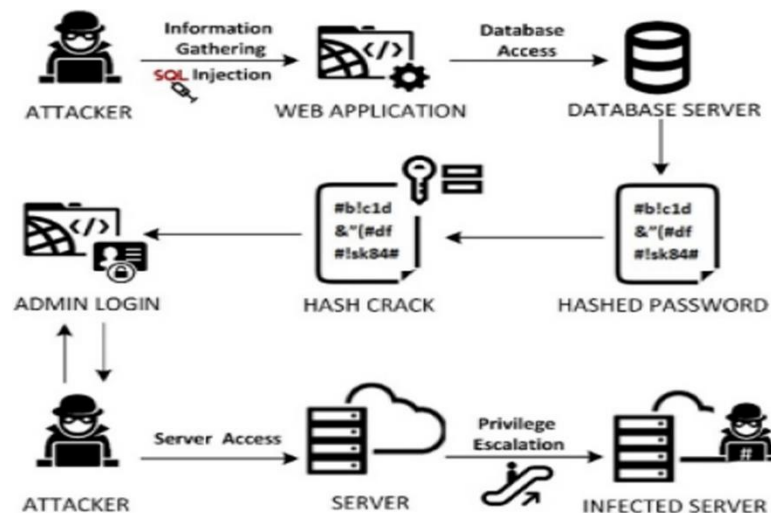 Information
Gathering
SQL Injection
Database
Access
</>
ATTACKER
WEB APPLICATION
DATABASE SERVER
#b!c1d
&"(#df
#!sk84#
#b!c1d
&"(#df
#!sk84#
</>
ADMIN LOGIN
HASH CRACK
HASHED PASSWORD
Server Access
Privilege
Escalation
#
ATTACKER
SERVER
INFECTED SERVER